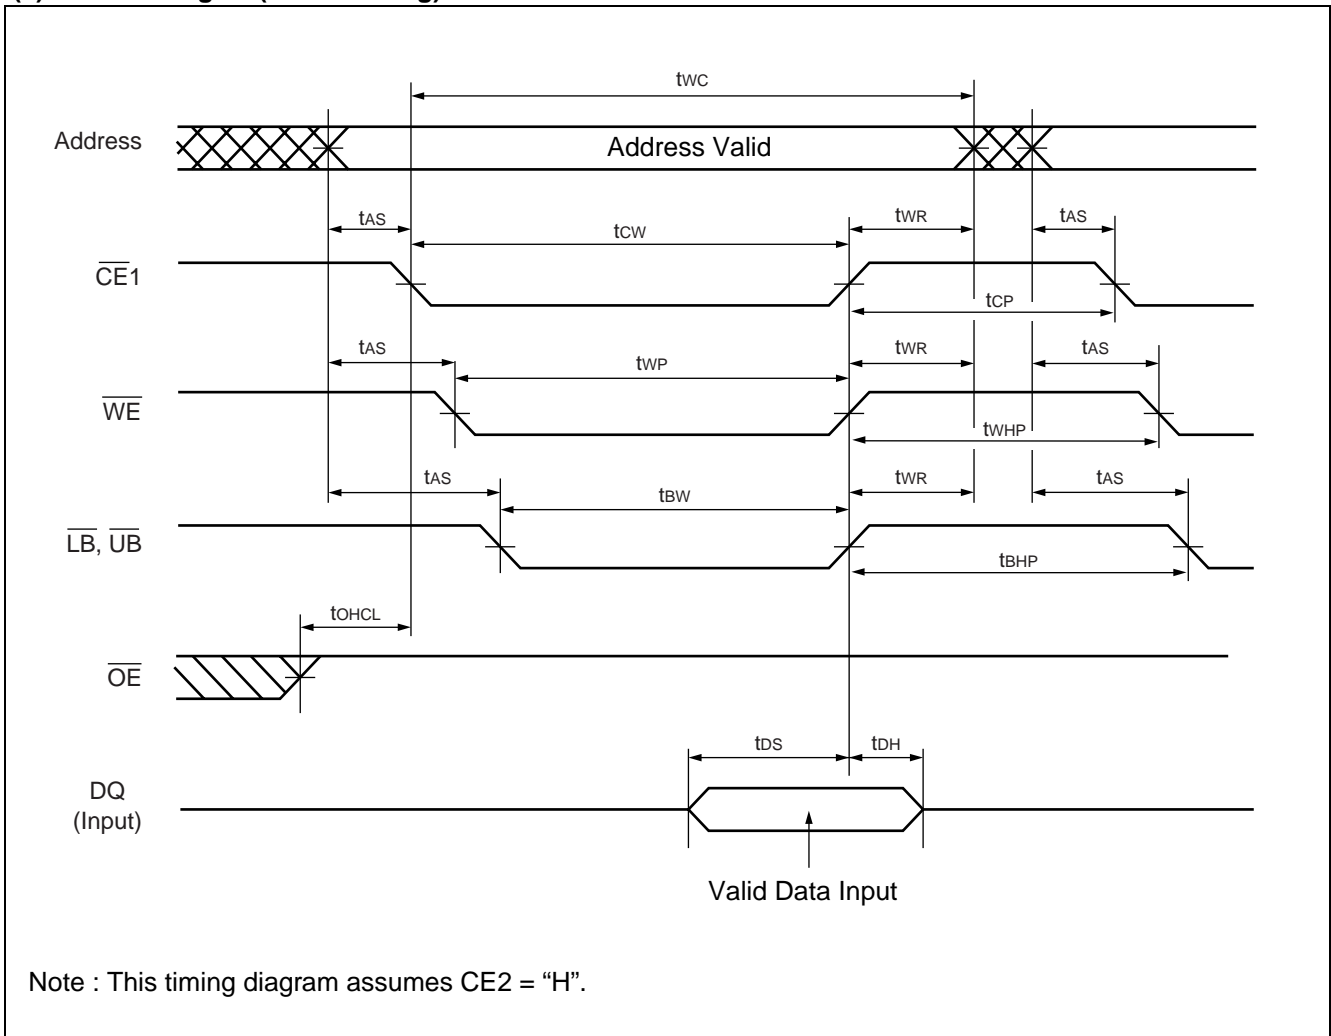 tWC
Address
Address Valid
tAS
tCW
tWR
tAS
CE1
tCP
tAS
tWP
tWR
tAS
WE
tWHP
tAS
tBW
tWR
tAS
LB, UB
tBHP
tOHCL
OE
tDS
tDH
DQ
(Input)
Valid Data Input
Note : This timing diagram assumes CE2 = “H”.